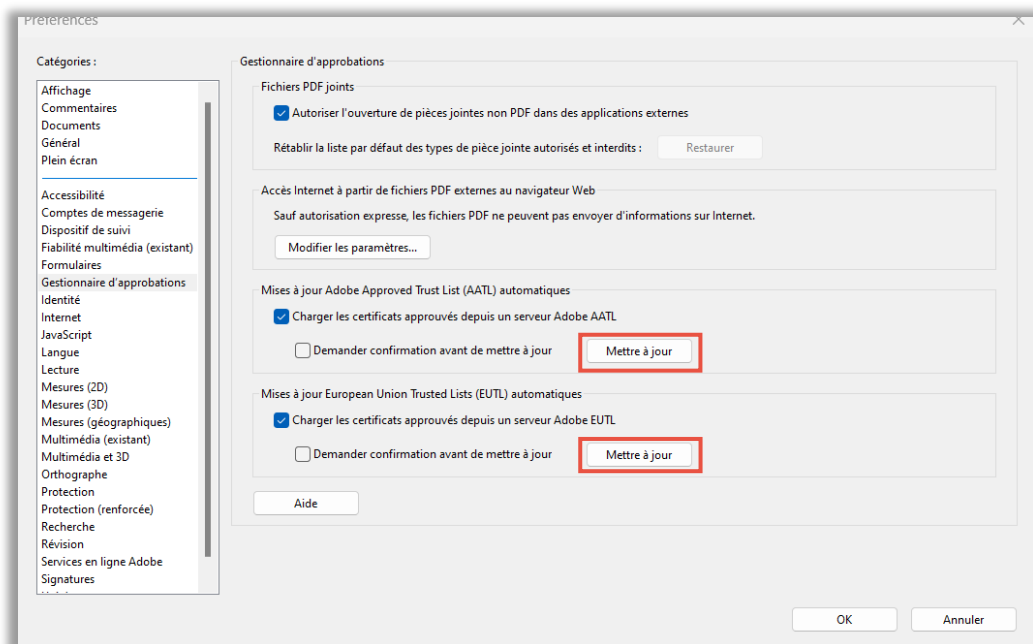 Préférences
Catégories :
Affichage
Commentaires
Documents
Général
Plein écran
Accessibilité
Comptes de messagerie
Dispositif de suivi
Fiabilité multimédia (existant)
Formulaires
Gestionnaire d'approbations
Identité
Internet
JavaScript
Langue
Lecture
Mesures (2D)
Mesures (3D)
Mesures (géographiques)
Multimédia (existant)
Multimédia et 3D
Orthographe
Protection
Protection (renforcée)
Recherche
Révision
Services en ligne Adobe
Signatures
Gestionnaire d'approbations
Fichiers PDF joints
Autoriser l'ouverture de pièces jointes non PDF dans des applications externes
Rétablir la liste par défaut des types de pièce jointe autorisés et interdits : Restaurer
Accès Internet à partir de fichiers PDF externes au navigateur Web
Sauf autorisation expresse, les fichiers PDF ne peuvent pas envoyer d'informations sur Internet.
Modifier les paramètres...
Mises à jour Adobe Approved Trust List (AATL) automatiques
Charger les certificats approuvés depuis un serveur Adobe AATL
Demander confirmation avant de mettre à jour Mettre à jour
Mises à jour European Union Trusted Lists (EUTL) automatiques
Charger les certificats approuvés depuis un serveur Adobe EUTL
Demander confirmation avant de mettre à jour Mettre à jour
Aide
OK Annuler